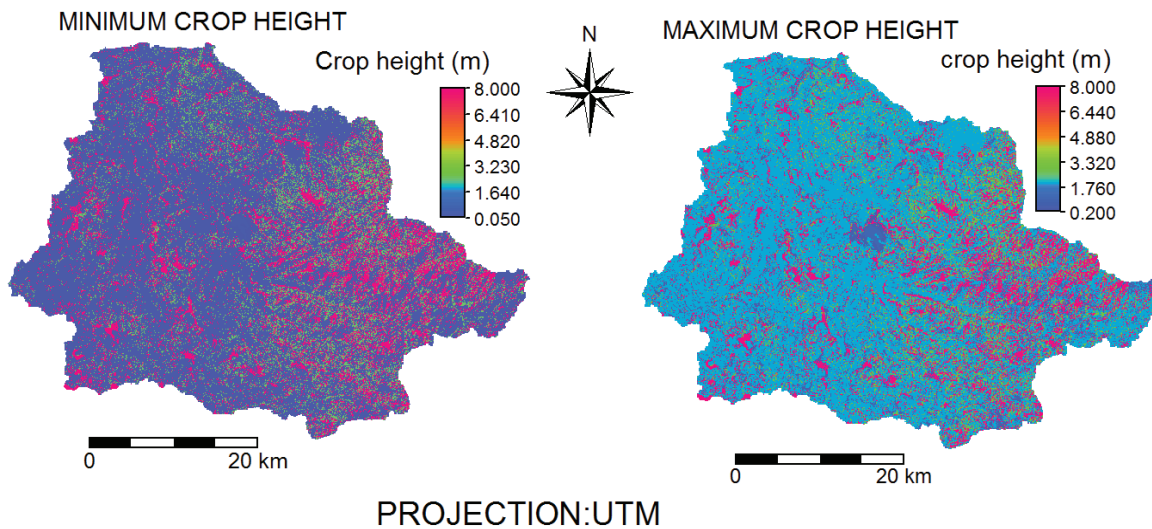 MINIMUM CROP HEIGHT
Crop height (m)
8.000
6.410
4.820
3.230
1.640
0.050
0 20 km
N
MAXIMUM CROP HEIGHT
crop height (m)
8.000
6.440
4.880
3.320
1.760
0.200
0 20 km
PROJECTION:UTM